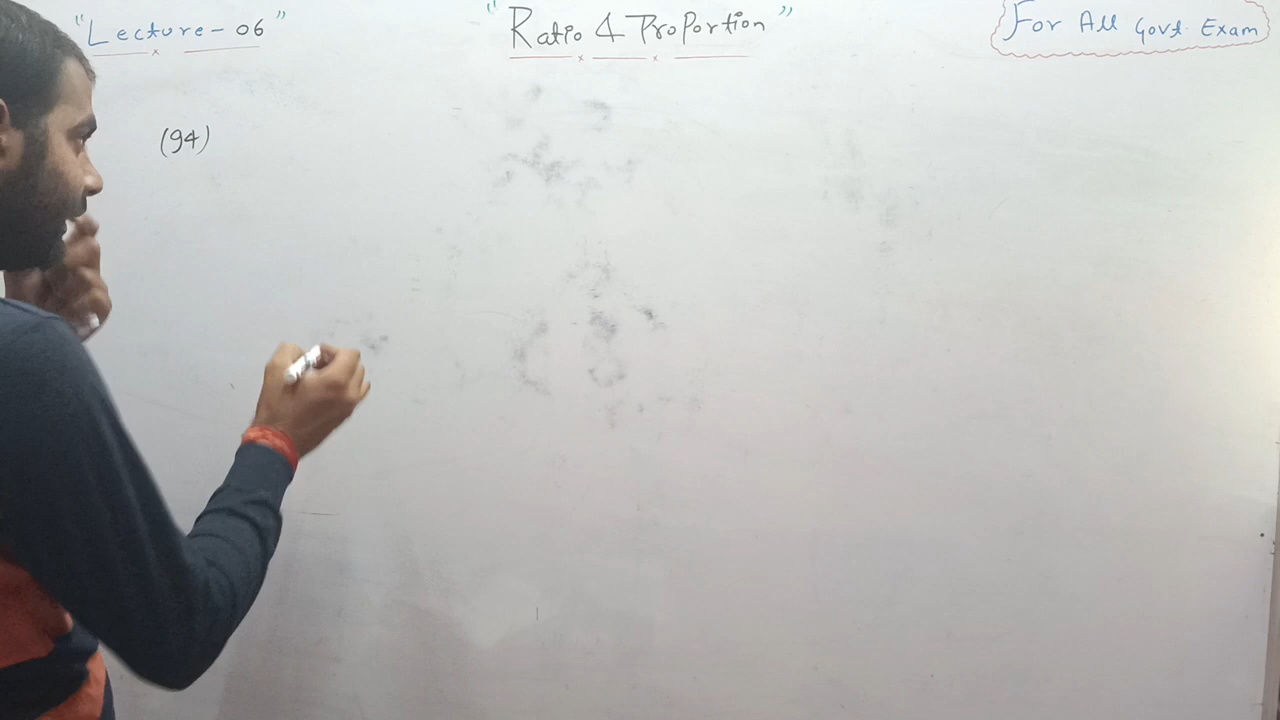 "Lecture - 06"
"Ratio & Proportion"
For All Govt. Exam
(94)